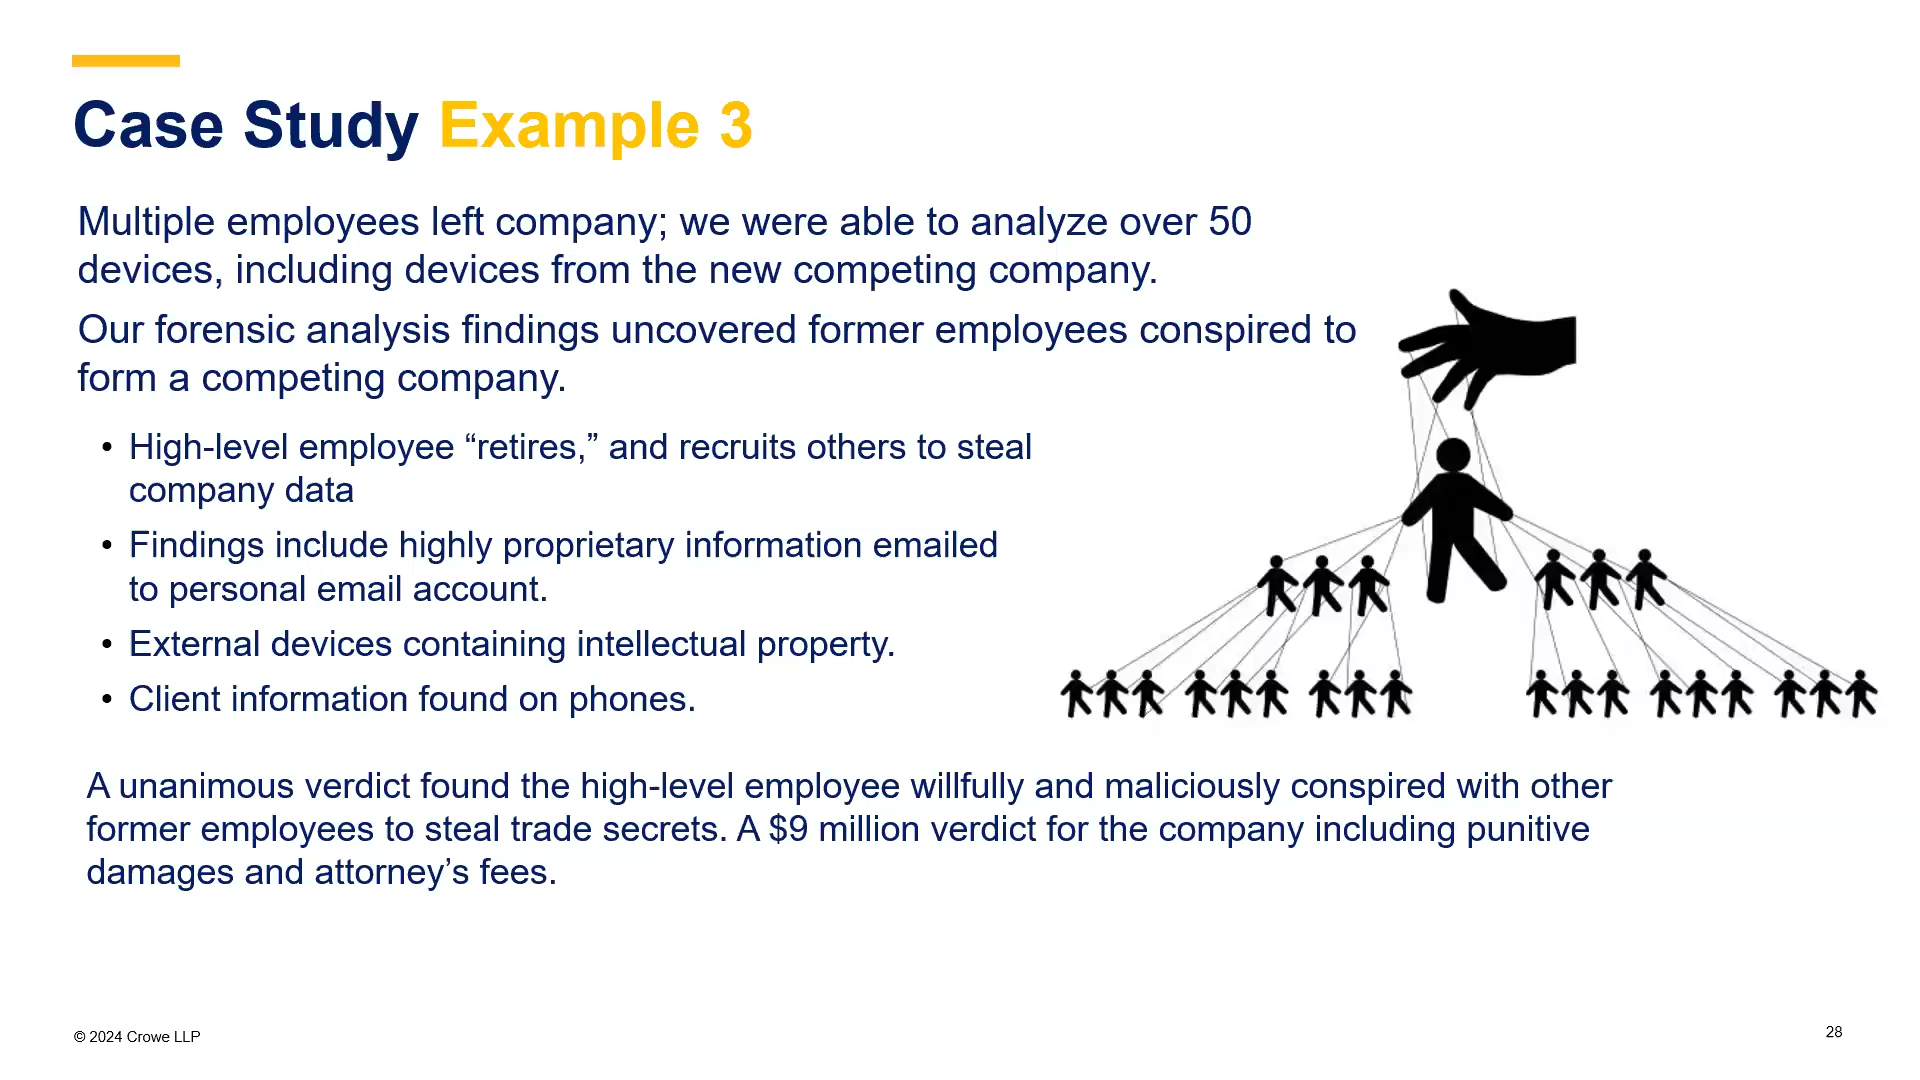 Case Study Example 3
Multiple employees left company; we were able to analyze over 50
devices, including devices from the new competing company.
Our forensic analysis findings uncovered former employees conspired to
form a competing company.
• High-level employee “retires,” and recruits others to steal
company data
• Findings include highly proprietary information emailed
to personal email account.
• External devices containing intellectual property.
• Client information found on phones.
A unanimous verdict found the high-level employee willfully and maliciously conspired with other
former employees to steal trade secrets. A $9 million verdict for the company including punitive
damages and attorney’s fees.
© 2024 Crowe LLP
28